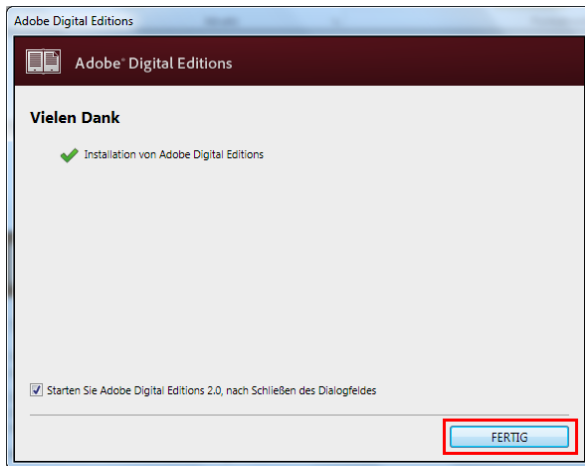 Adobe Digital Editions
Adobe® Digital Editions
Vielen Dank
Installation von Adobe Digital Editions
Starten Sie Adobe Digital Editions 2.0, nach Schließen des Dialogfeldes
FERTIG